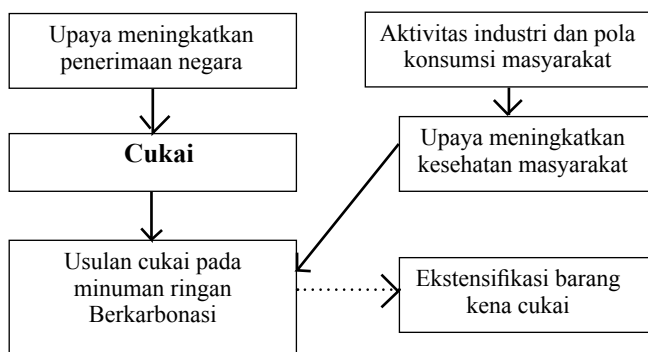 Upaya meningkatkan
penerimaan negara
Aktivitas industri dan pola
konsumsi masyarakat
Cukai
Upaya meningkatkan
kesehatan masyarakat
Usulan cukai pada
minuman ringan
Berkarbonasi
Ekstensifikasi barang
kena cukai